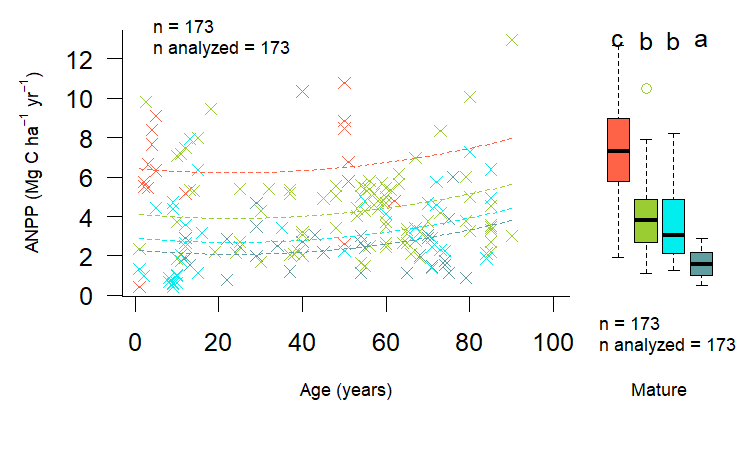 n = 173
n analyzed = 173
ANPP (Mg C ha⁻¹ yr⁻¹)
12
10
8
6
4
2
0
0 20 40 60 80 100
Age (years)
c b b a
n = 173
n analyzed = 173
Mature